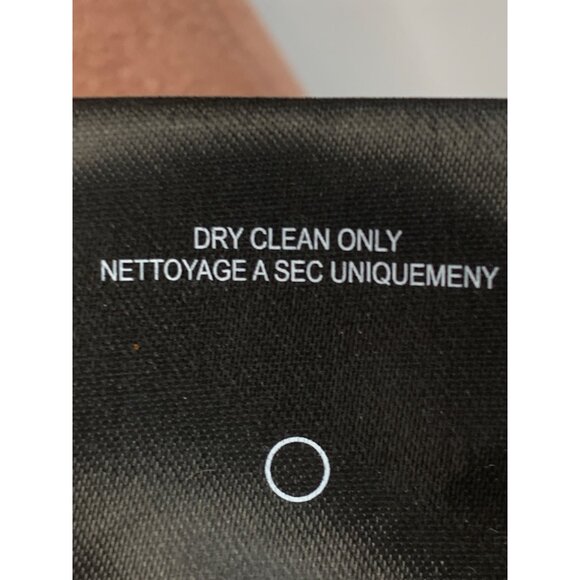 DRY CLEAN ONLY
NETTOYAGE A SEC UNIQUEMENY